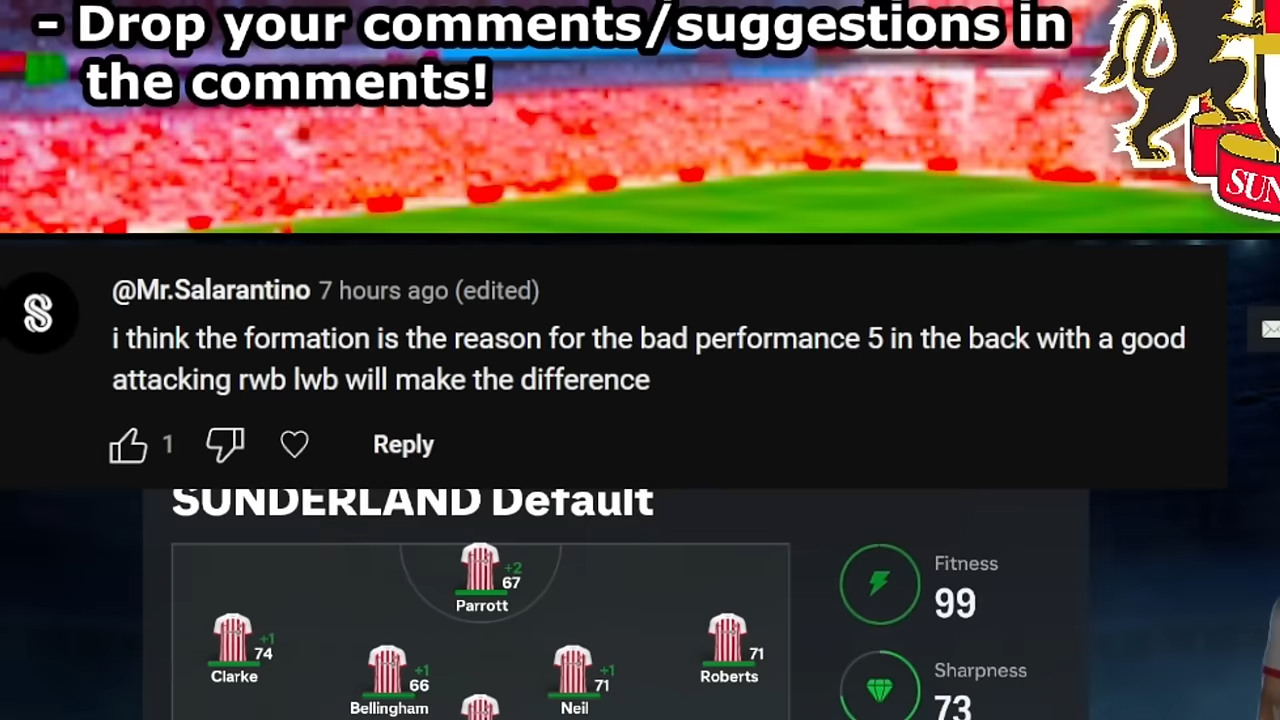 - Drop your comments/suggestions in
the comments!
SUN
@Mr.Salarantino 7 hours ago (edited)
i think the formation is the reason for the bad performance 5 in the back with a good
attacking rwb lwb will make the difference
1 Reply
SUNDERLAND Default
+2
67
Parrott
Fitness
99
+1
74
Clarke
71
Roberts
+1
66
Bellingham
+1
71
Neil
Sharpness
73